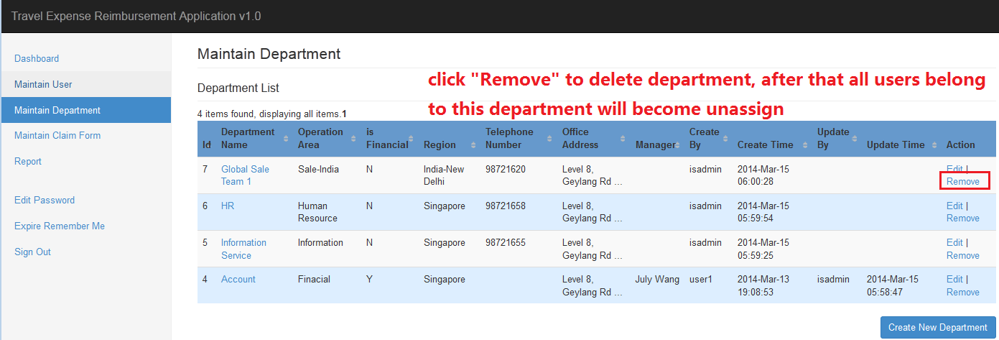 Travel Expense Reimbursement Application v1.0
Dashboard
Maintain User
Maintain Department
Maintain Claim Form
Report
Edit Password
Expire Remember Me
Sign Out
Maintain Department
click "Remove" to delete department, after that all users belong
to this department will become unassign
Department List
4 items found, displaying all items.1
Id Department Name Operation Area is Financial Region Telephone Number Office Address Manager Create By Create Time Update By Update Time Action
7 Global Sale Sale-India N India-New 98721620 Level 8, isadmin 2014-Mar-15 Edit |
Team 1 Delhi Geylang Rd ... 06:00:28 Remove
6 HR Human N Singapore 98721658 Level 8, isadmin 2014-Mar-15 Edit |
Resource Geylang Rd ... 05:59:54 Remove
5 Information Information N Singapore 98721655 Level 8, isadmin 2014-Mar-15 Edit |
Service Geylang Rd ... 05:59:25 Remove
4 Account Finacial Y Singapore Level 8, July Wang user1 2014-Mar-13 isadmin 2014-Mar-15 Edit |
Geylang Rd ... 19:08:53 05:58:47 Remove
Create New Department